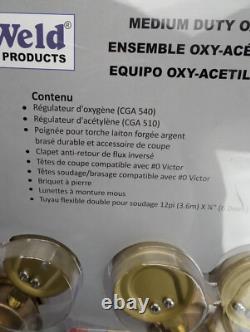 Weld
PRODUCTS
MEDIUM DUTY O
ENSEMBLE OXY-ACÉ
EQUIPO OXY-ACETIL
Contenu
• Régulateur d'oxygène (CGA 540)
• Régulateur d'acétylène (CGA 510)
• Poignée pour torche laiton forgée argent
brasé durable et accessoire de coupe
• Clapet anti-retour de flux inversé
• Têtes de coupe compatible avec #0 Victor
• Têtes soudage/brasage compatible avec #0 Victor
• Briquet à pierre
• Lunettes à monture mous
• Tuyau flexible double pour soudage 12pi (3.6m) X ¼"